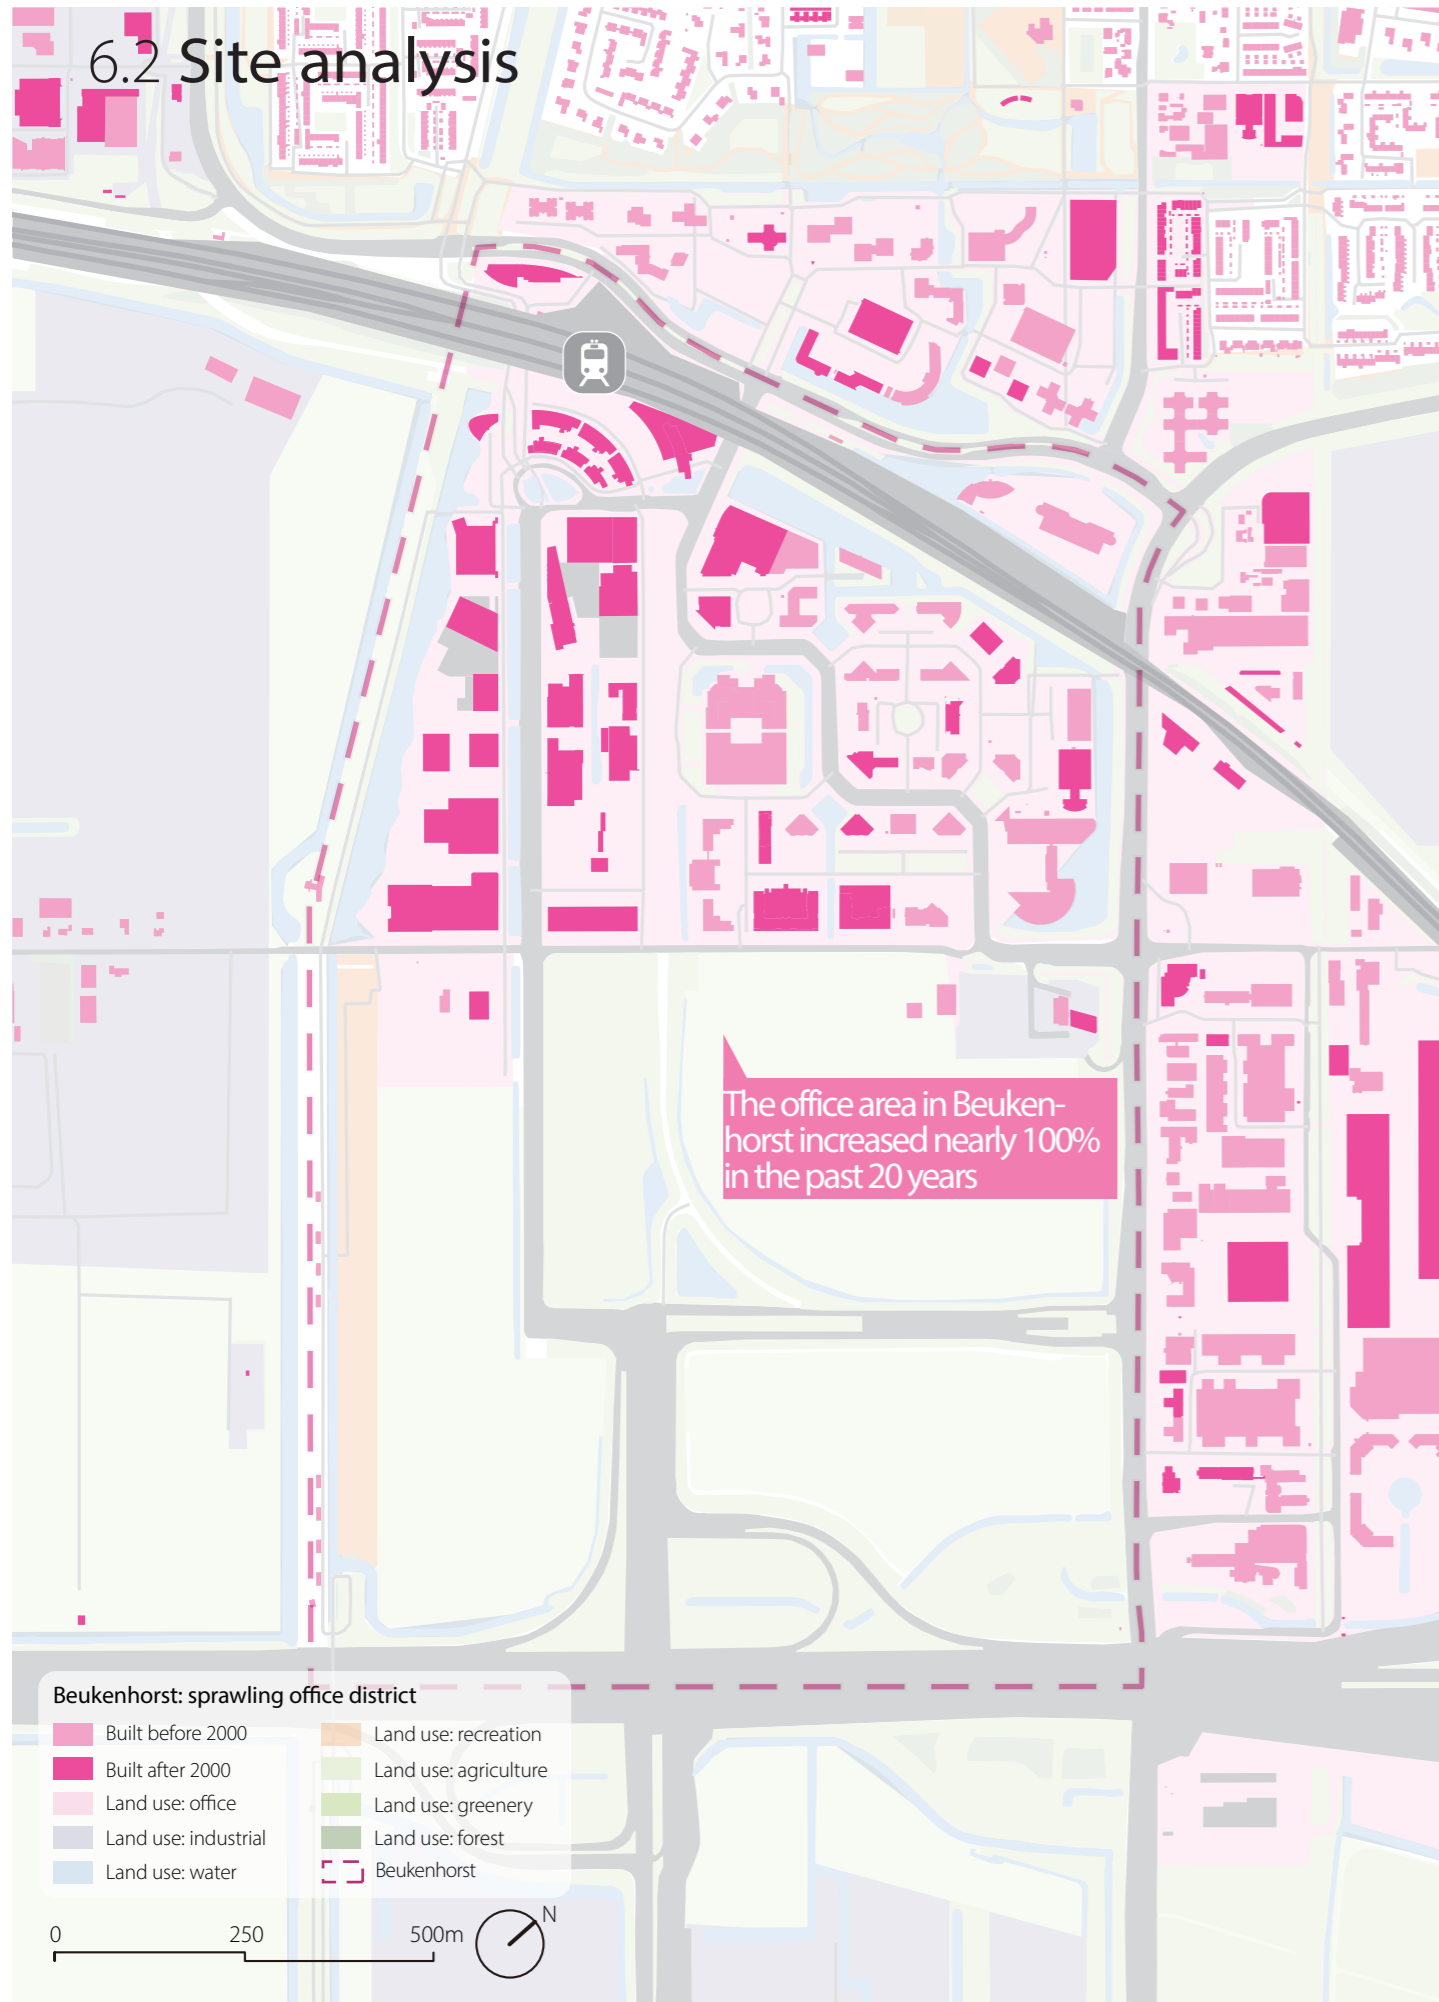 6.2 Site analysis
The office area in Beuken-
horst increased nearly 100%
in the past 20 years
Beukenhorst: sprawling office district
Built before 2000
Built after 2000
Land use: office
Land use: industrial
Land use: water
Land use: recreation
Land use: agriculture
Land use: greenery
Land use: forest
Beukenhorst
0 250 500m
N